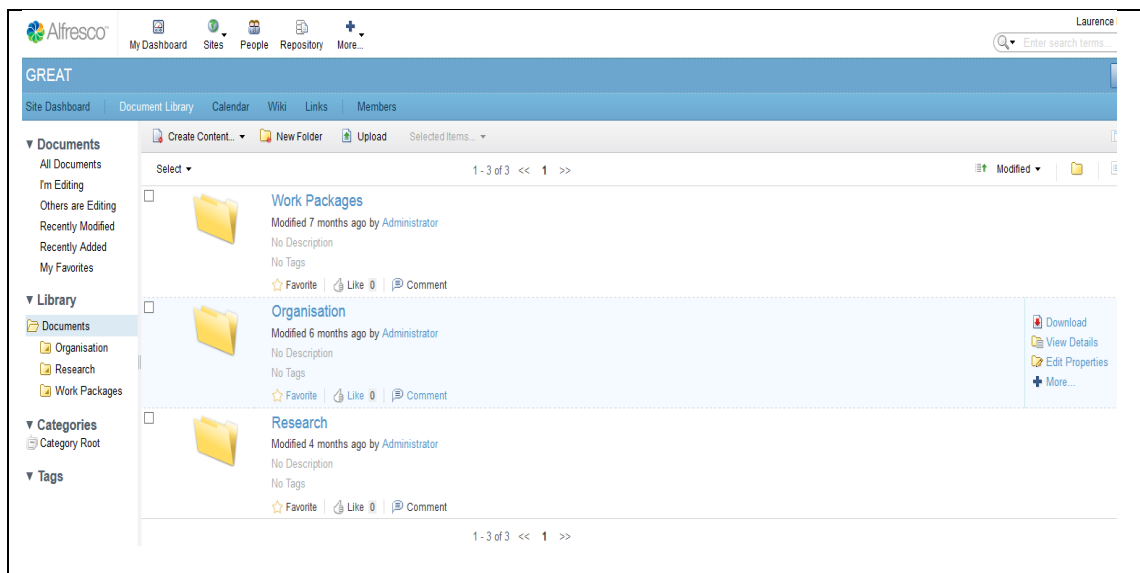 Alfresco™
My Dashboard Sites People Repository More...
Laurence
Enter search terms...
GREAT
Site Dashboard Document Library Calendar Wiki Links Members
Documents
All Documents
I'm Editing
Others are Editing
Recently Modified
Recently Added
My Favorites
Library
Documents
Organisation
Research
Work Packages
Categories
Category Root
Tags
Create Content... New Folder Upload Selected Items...
Select 1 - 3 of 3 << 1 >> Modified
Work Packages
Modified 7 months ago by Administrator
No Description
No Tags
Favorite Like 0 Comment
Organisation
Modified 6 months ago by Administrator
No Description
No Tags
Favorite Like 0 Comment
Download
View Details
Edit Properties
More...
Research
Modified 4 months ago by Administrator
No Description
No Tags
Favorite Like 0 Comment
1 - 3 of 3 << 1 >>